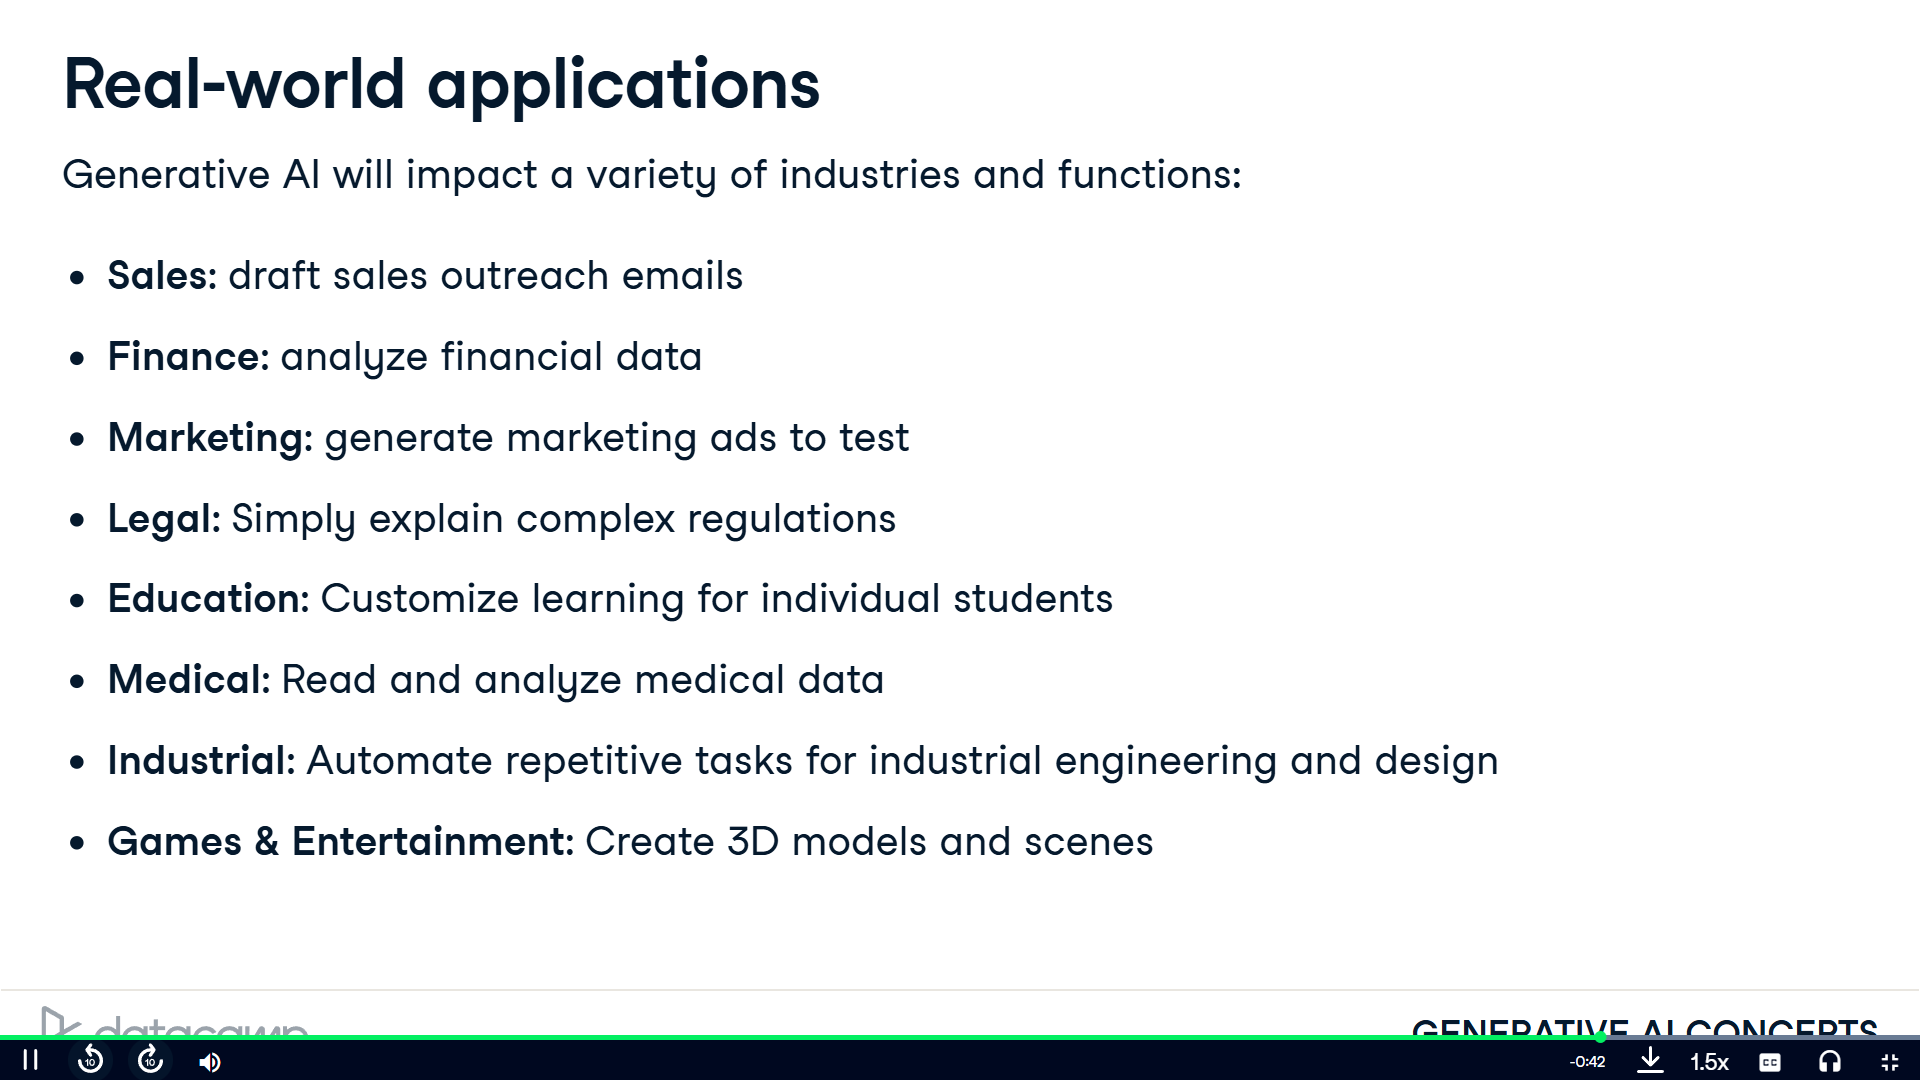 Real-world applications
Generative AI will impact a variety of industries and functions:
• Sales: draft sales outreach emails
• Finance: analyze financial data
• Marketing: generate marketing ads to test
• Legal: Simply explain complex regulations
• Education: Customize learning for individual students
• Medical: Read and analyze medical data
• Industrial: Automate repetitive tasks for industrial engineering and design
• Games & Entertainment: Create 3D models and scenes
datacamp
GENERATIVE AI CONCEPTS
10
10
-0:42
1.5x
CC